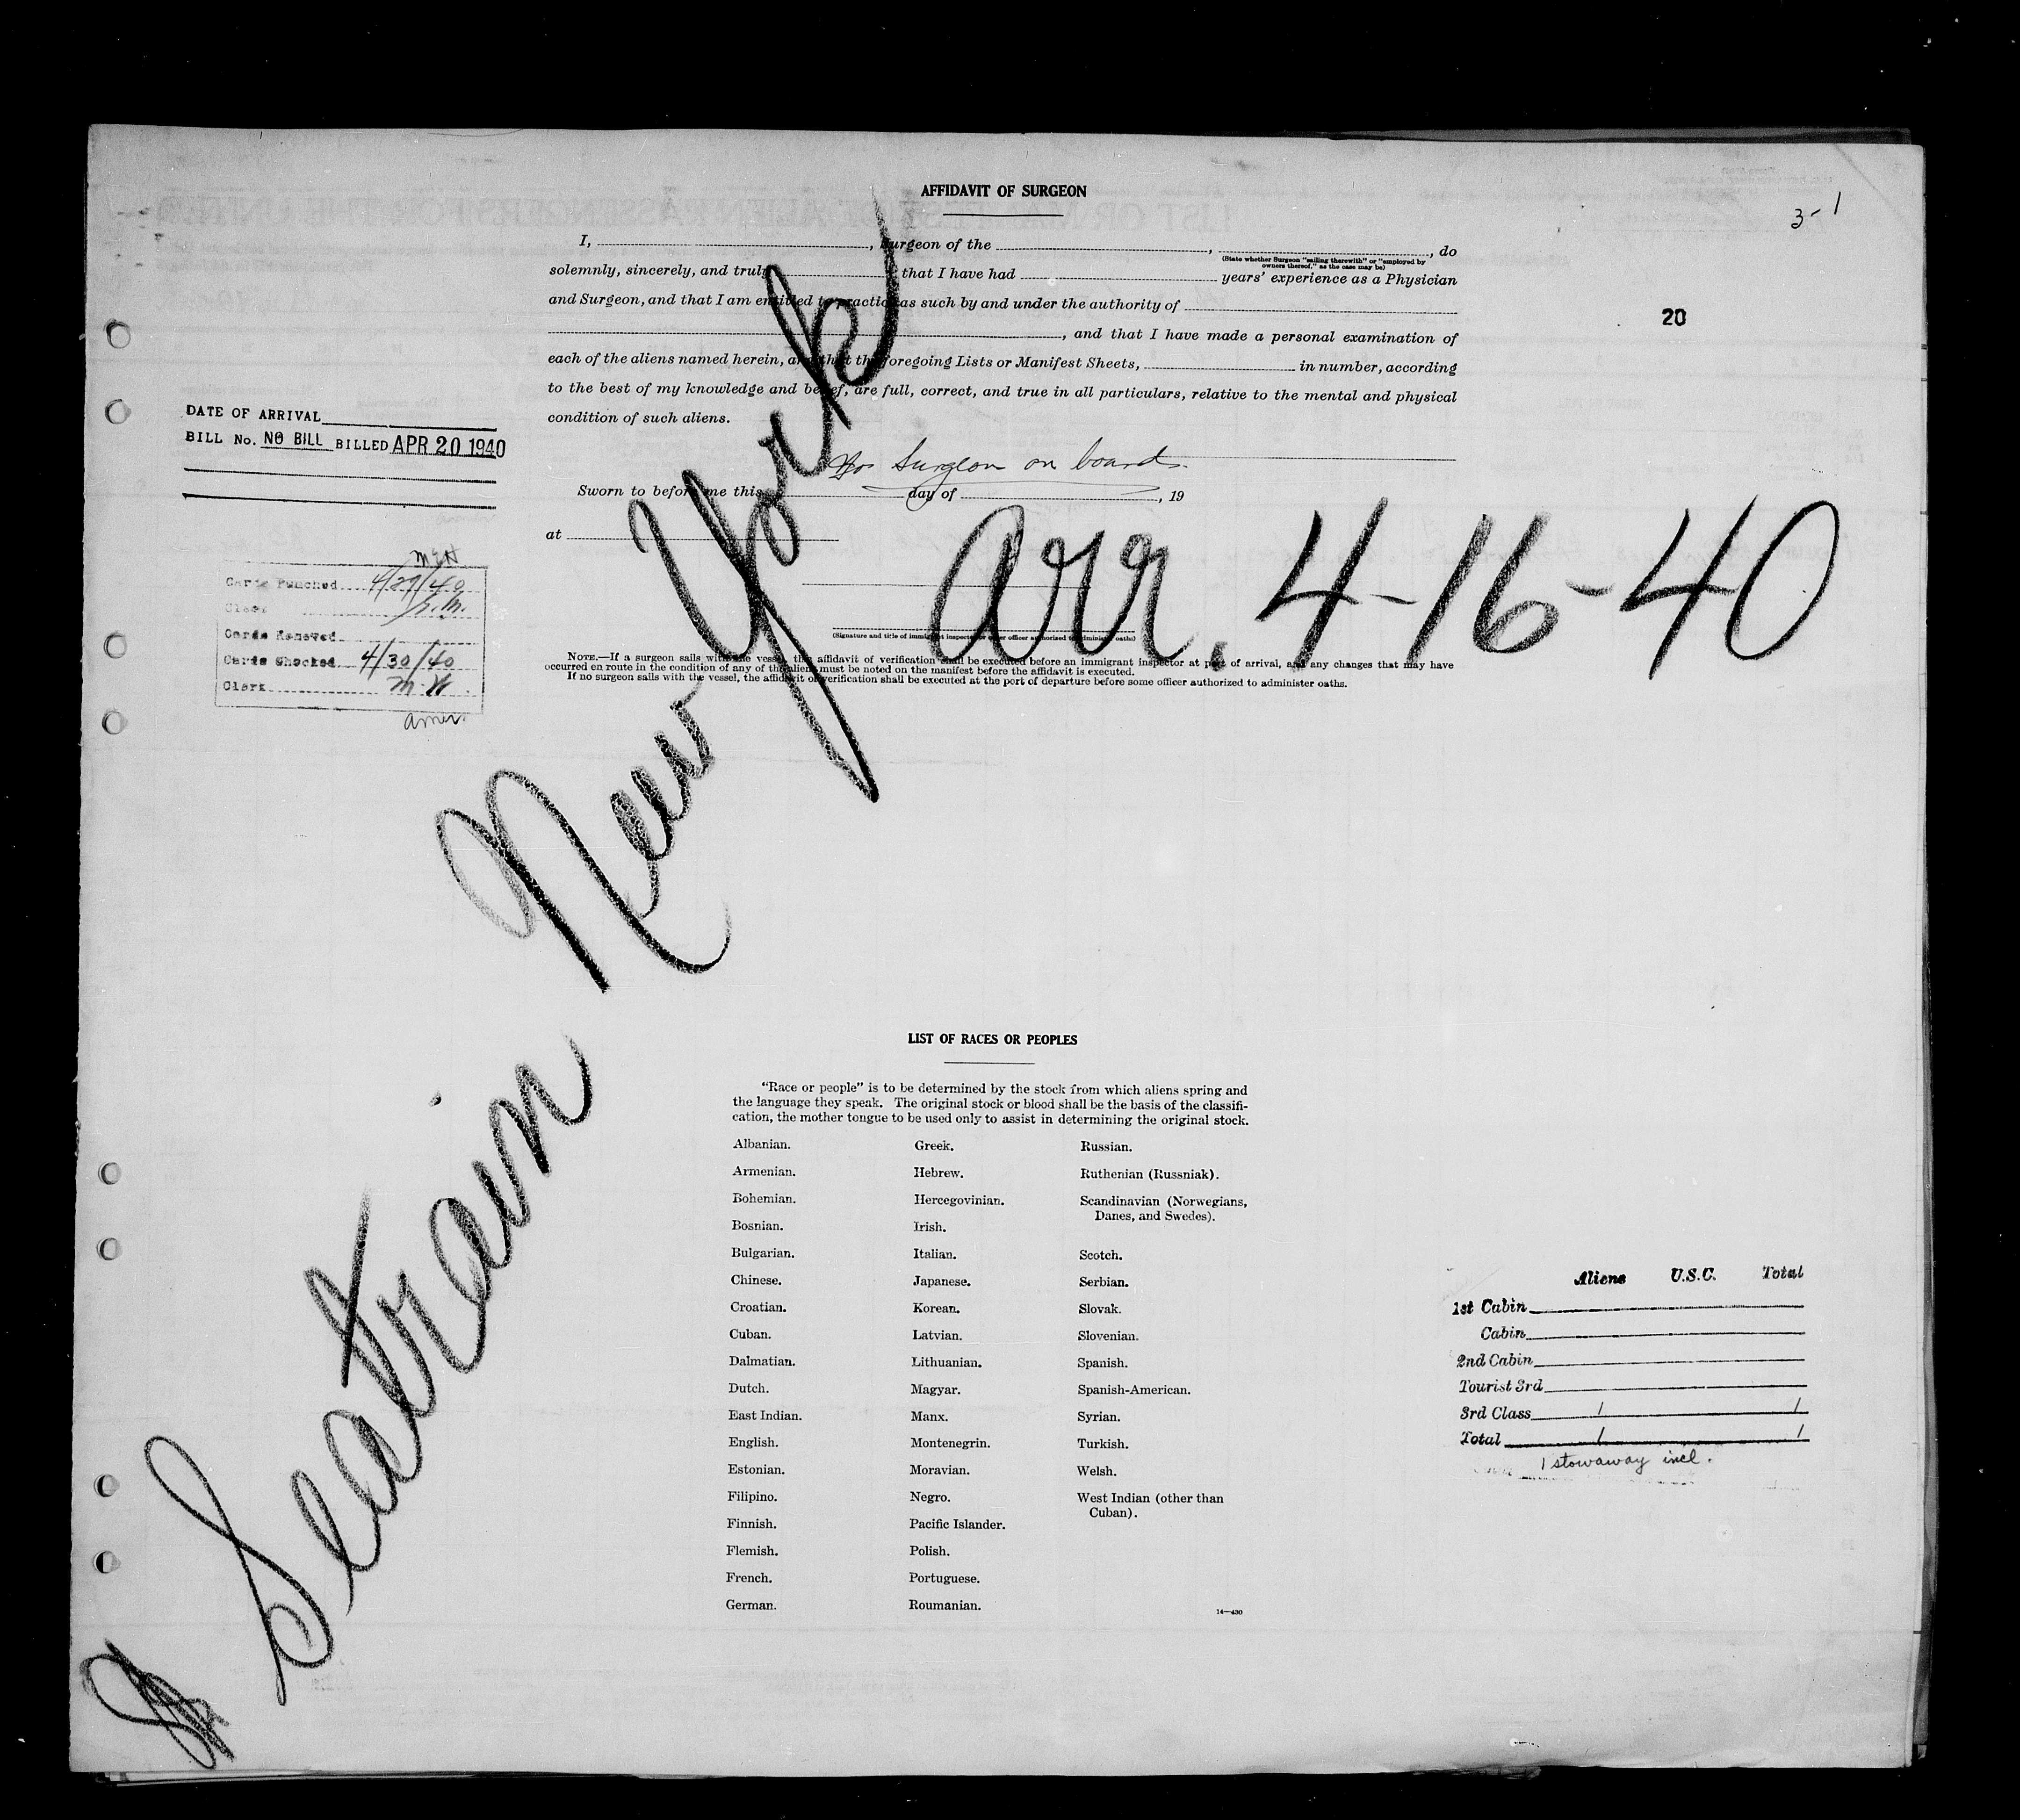 AFFIDAVIT OF SURGEON
3-1
I, , Surgeon of the , , do
(State whether Surgeon "sailing therewith" or "employed by
owners thereof," as the case may be)
solemnly, sincerely, and truly that I have had years' experience as a Physician
and Surgeon, and that I am entitled to practice as such by and under the authority of
20
, and that I have made a personal examination of
each of the aliens named herein, and that the foregoing Lists or Manifest Sheets, in number, according
to the best of my knowledge and belief, are full, correct, and true in all particulars, relative to the mental and physical
condition of such aliens.
DATE OF ARRIVAL
BILL No. NO BILL BILLED APR 20 1940
No Surgeon on board
Sworn to before me this day of , 19
at
arr. 4-16-40
Cards Punched 4/29/40
Clerk
Cards Renewed
Cards Checked 4/30/40
Clerk
(Signature and title of immigrant inspector or other officer authorized to administer oaths)
NOTE.—If a surgeon sails with the vessel, the affidavit of verification shall be executed before an immigrant inspector at port of arrival, and any changes that may have
occurred en route in the condition of any of the aliens must be noted on the manifest before the affidavit is executed.
If no surgeon sails with the vessel, the affidavit of verification shall be executed at the port of departure before some officer authorized to administer oaths.
Seatrain New York
LIST OF RACES OR PEOPLES
"Race or people" is to be determined by the stock from which aliens spring and
the language they speak. The original stock or blood shall be the basis of the classifi-
cation, the mother tongue to be used only to assist in determining the original stock.
Albanian.
Armenian.
Bohemian.
Bosnian.
Bulgarian.
Chinese.
Croatian.
Cuban.
Dalmatian.
Dutch.
East Indian.
English.
Estonian.
Filipino.
Finnish.
Flemish.
French.
German.
Greek.
Hebrew.
Hercegovinian.
Irish.
Italian.
Japanese.
Korean.
Latvian.
Lithuanian.
Magyar.
Manx.
Montenegrin.
Moravian.
Negro.
Pacific Islander.
Polish.
Portuguese.
Roumanian.
Russian.
Ruthenian (Russniak).
Scandinavian (Norwegians,
Danes, and Swedes).
Scotch.
Serbian.
Slovak.
Slovenian.
Spanish.
Spanish-American.
Syrian.
Turkish.
Welsh.
West Indian (other than
Cuban).
14—430
Aliens U.S.C. Total
1st Cabin
Cabin
2nd Cabin
Tourist 3rd
3rd Class 1 1
Total 1 1
1 stowaway incl.